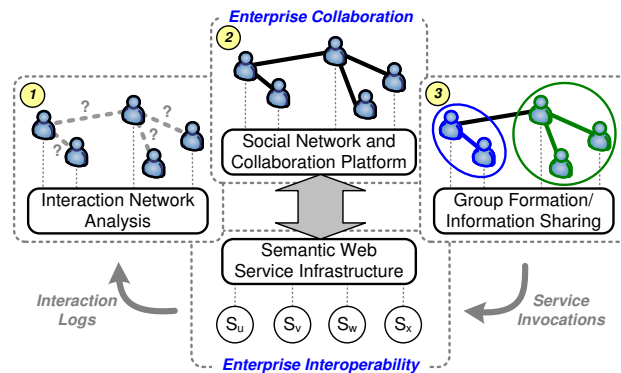 Enterprise Collaboration
2
1
3
?
?
?
?
Social Network and
Collaboration Platform
Interaction Network
Analysis
Group Formation/
Information Sharing
Semantic Web
Service Infrastructure
Interaction
Logs
Service
Invocations
Su
Sv
Sw
Sx
Enterprise Interoperability